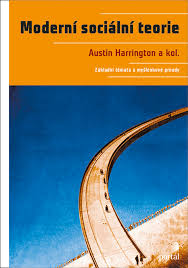 Moderní sociální teorie
Austin Harrington a kol.
Základní témata a myšlenkové proudy
portál